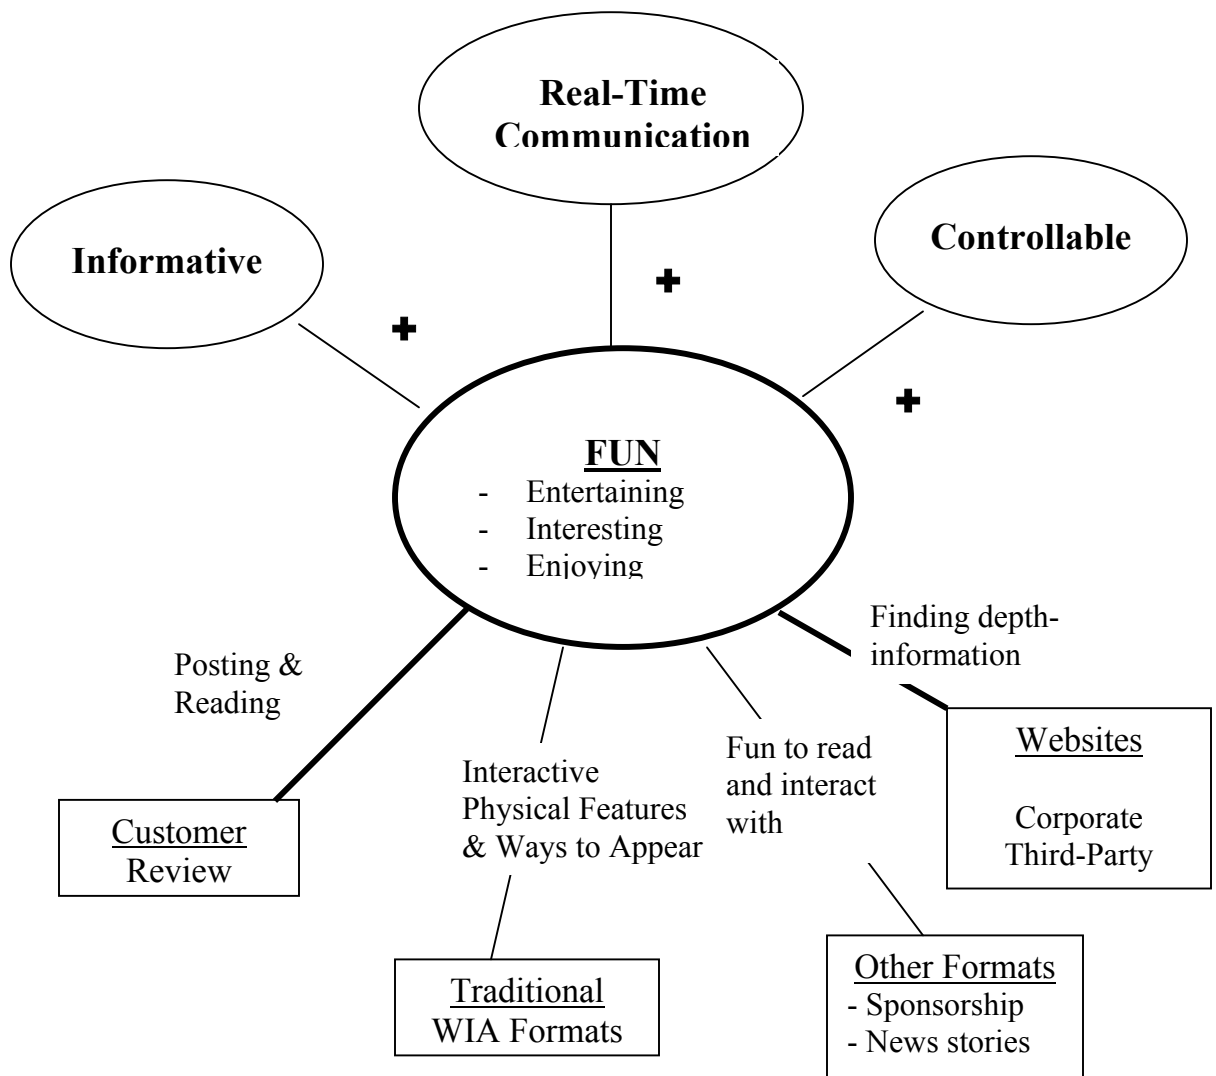 Real-Time
Communication
Informative
Controllable
FUN
- Entertaining
- Interesting
- Enjoying
Finding depth-
information
Posting &
Reading
Websites
Corporate
Third-Party
Fun to read
and interact
with
Interactive
Physical Features
& Ways to Appear
Customer
Review
Traditional
WIA Formats
Other Formats
- Sponsorship
- News stories